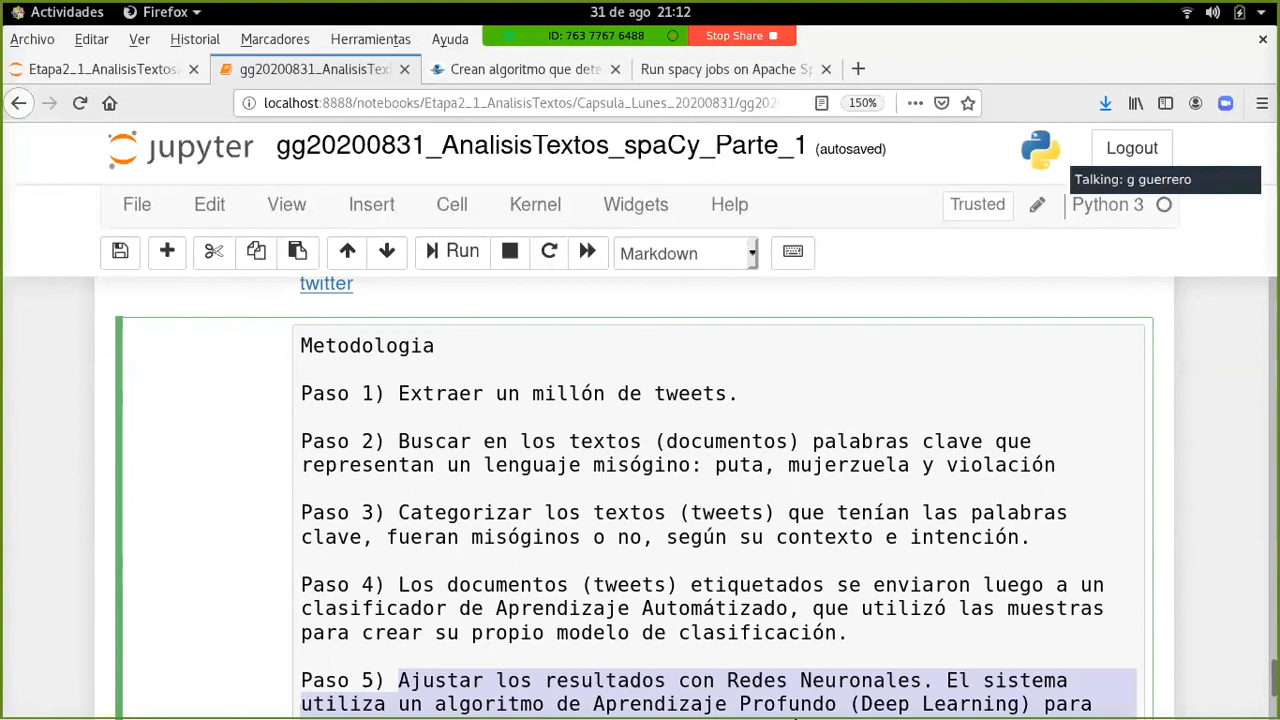 Actividades Firefox 31 de ago 21:12
Archivo Editar Ver Historial Marcadores Herramientas Ayuda ID: 763 7767 6488 Stop Share
Etapa2_1_AnalisisTextos. gg20200831_AnalisisTex Crean algoritmo que dete Run spacy jobs on Apache Sp
localhost:8888/notebooks/Etapa2_1_AnalisisTextos/Capsula_Lunes_20200831/gg202 150%
jupyter gg20200831_AnalisisTextos_spaCy_Parte_1 (autosaved) Logout
Talking: g guerrero
File Edit View Insert Cell Kernel Widgets Help Trusted Python 3
Run Markdown
twitter
Metodologia
Paso 1) Extraer un millón de tweets.
Paso 2) Buscar en los textos (documentos) palabras clave que
representan un lenguaje misógino: puta, mujerzuela y violación
Paso 3) Categorizar los textos (tweets) que tenían las palabras
clave, fueran misóginos o no, según su contexto e intención.
Paso 4) Los documentos (tweets) etiquetados se enviaron luego a un
clasificador de Aprendizaje Automátizado, que utilizó las muestras
para crear su propio modelo de clasificación.
Paso 5) Ajustar los resultados con Redes Neuronales. El sistema
utiliza un algoritmo de Aprendizaje Profundo (Deep Learning) para